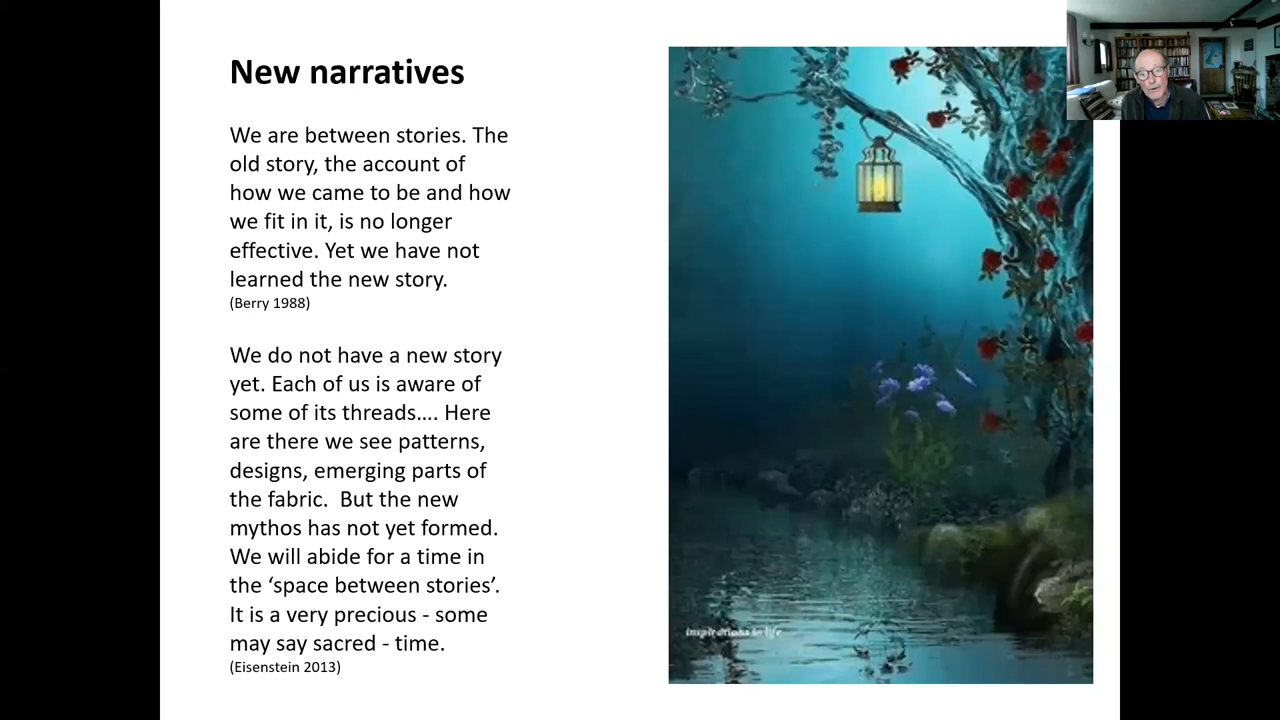 New narratives
We are between stories. The
old story, the account of
how we came to be and how
we fit in it, is no longer
effective. Yet we have not
learned the new story.
(Berry 1988)
We do not have a new story
yet. Each of us is aware of
some of its threads.... Here
are there we see patterns,
designs, emerging parts of
the fabric.  But the new
mythos has not yet formed.
We will abide for a time in
the ‘space between stories’.
It is a very precious - some
may say sacred - time.
(Eisenstein 2013)
inspirations to life